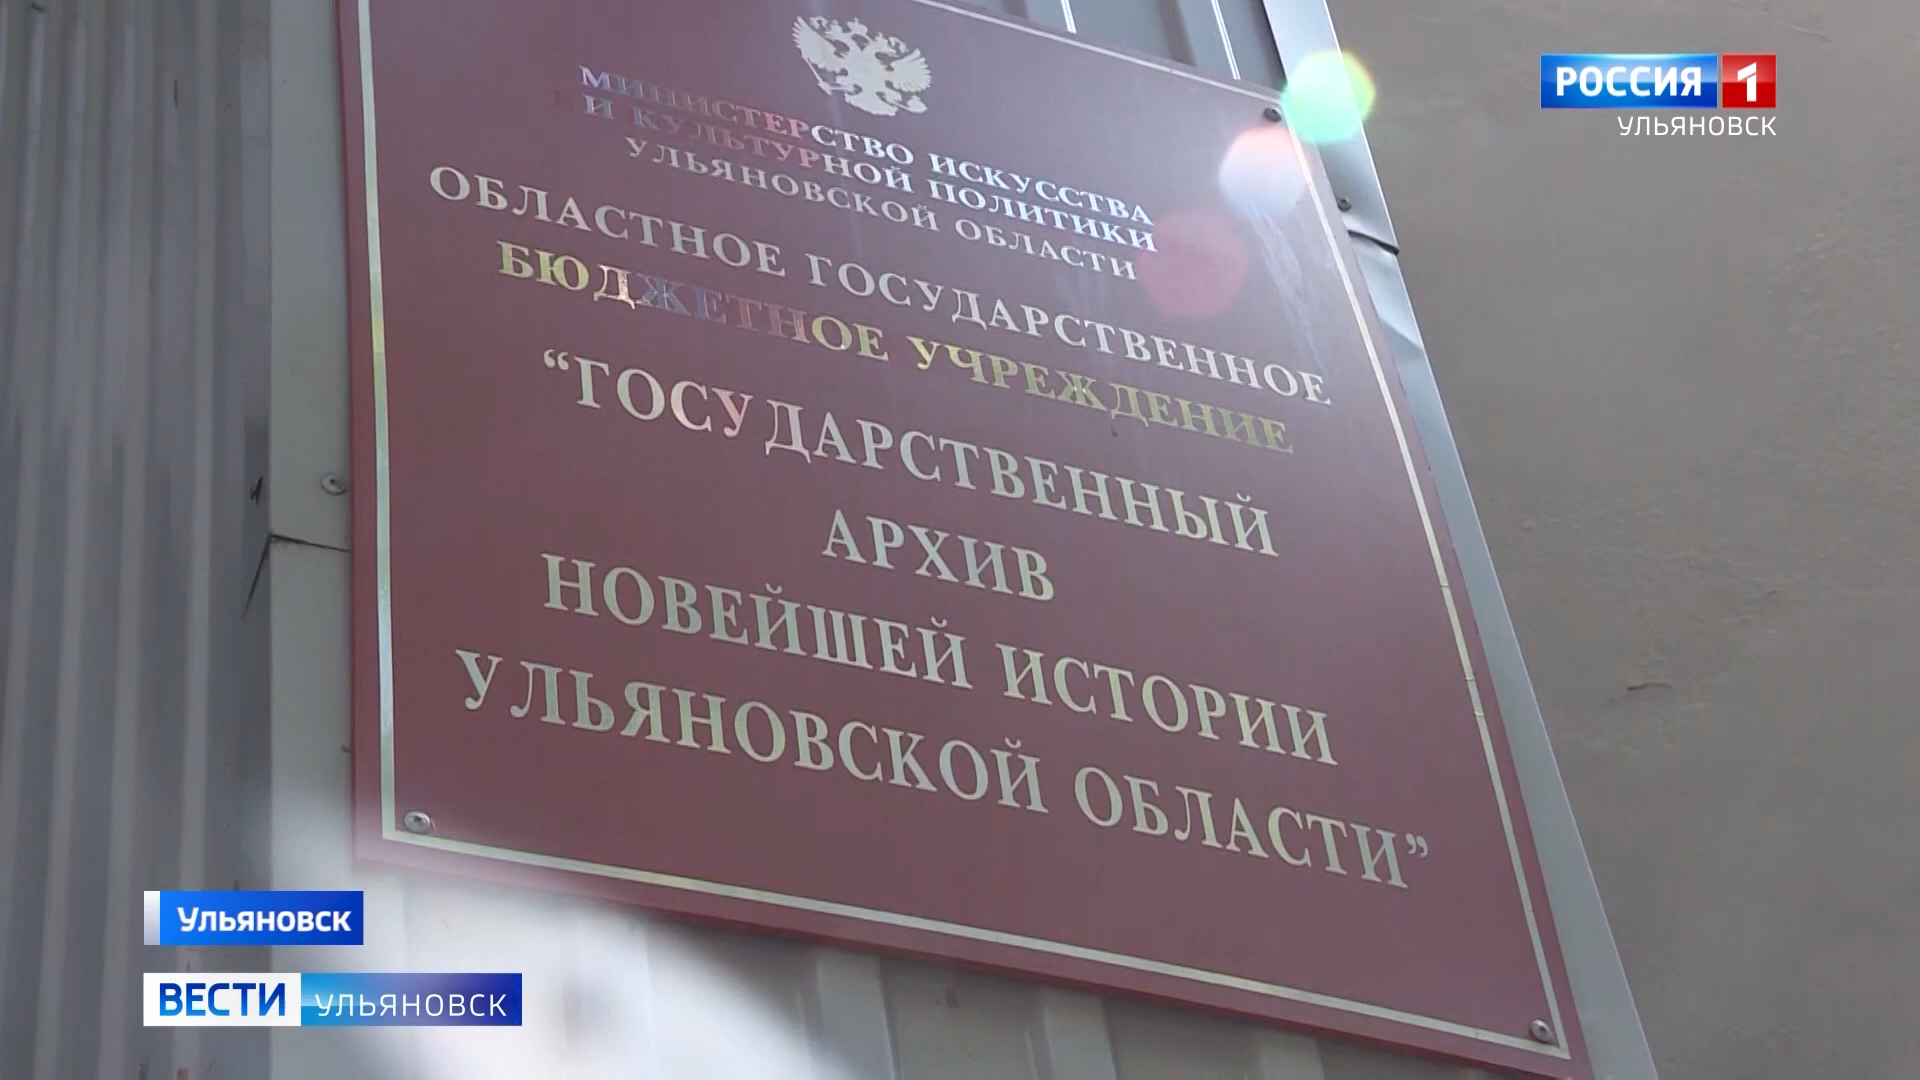 МИНИСТЕРСТВО ИСКУССТВА
И КУЛЬТУРНОЙ ПОЛИТИКИ
УЛЬЯНОВСКОЙ ОБЛАСТИ
ОБЛАСТНОЕ ГОСУДАРСТВЕННОЕ
БЮДЖЕТНОЕ УЧРЕЖДЕНИЕ
“ГОСУДАРСТВЕННЫЙ
АРХИВ
НОВЕЙШЕЙ ИСТОРИИ
УЛЬЯНОВСКОЙ ОБЛАСТИ”
РОССИЯ 1
УЛЬЯНОВСК
Ульяновск
ВЕСТИ УЛЬЯНОВСК